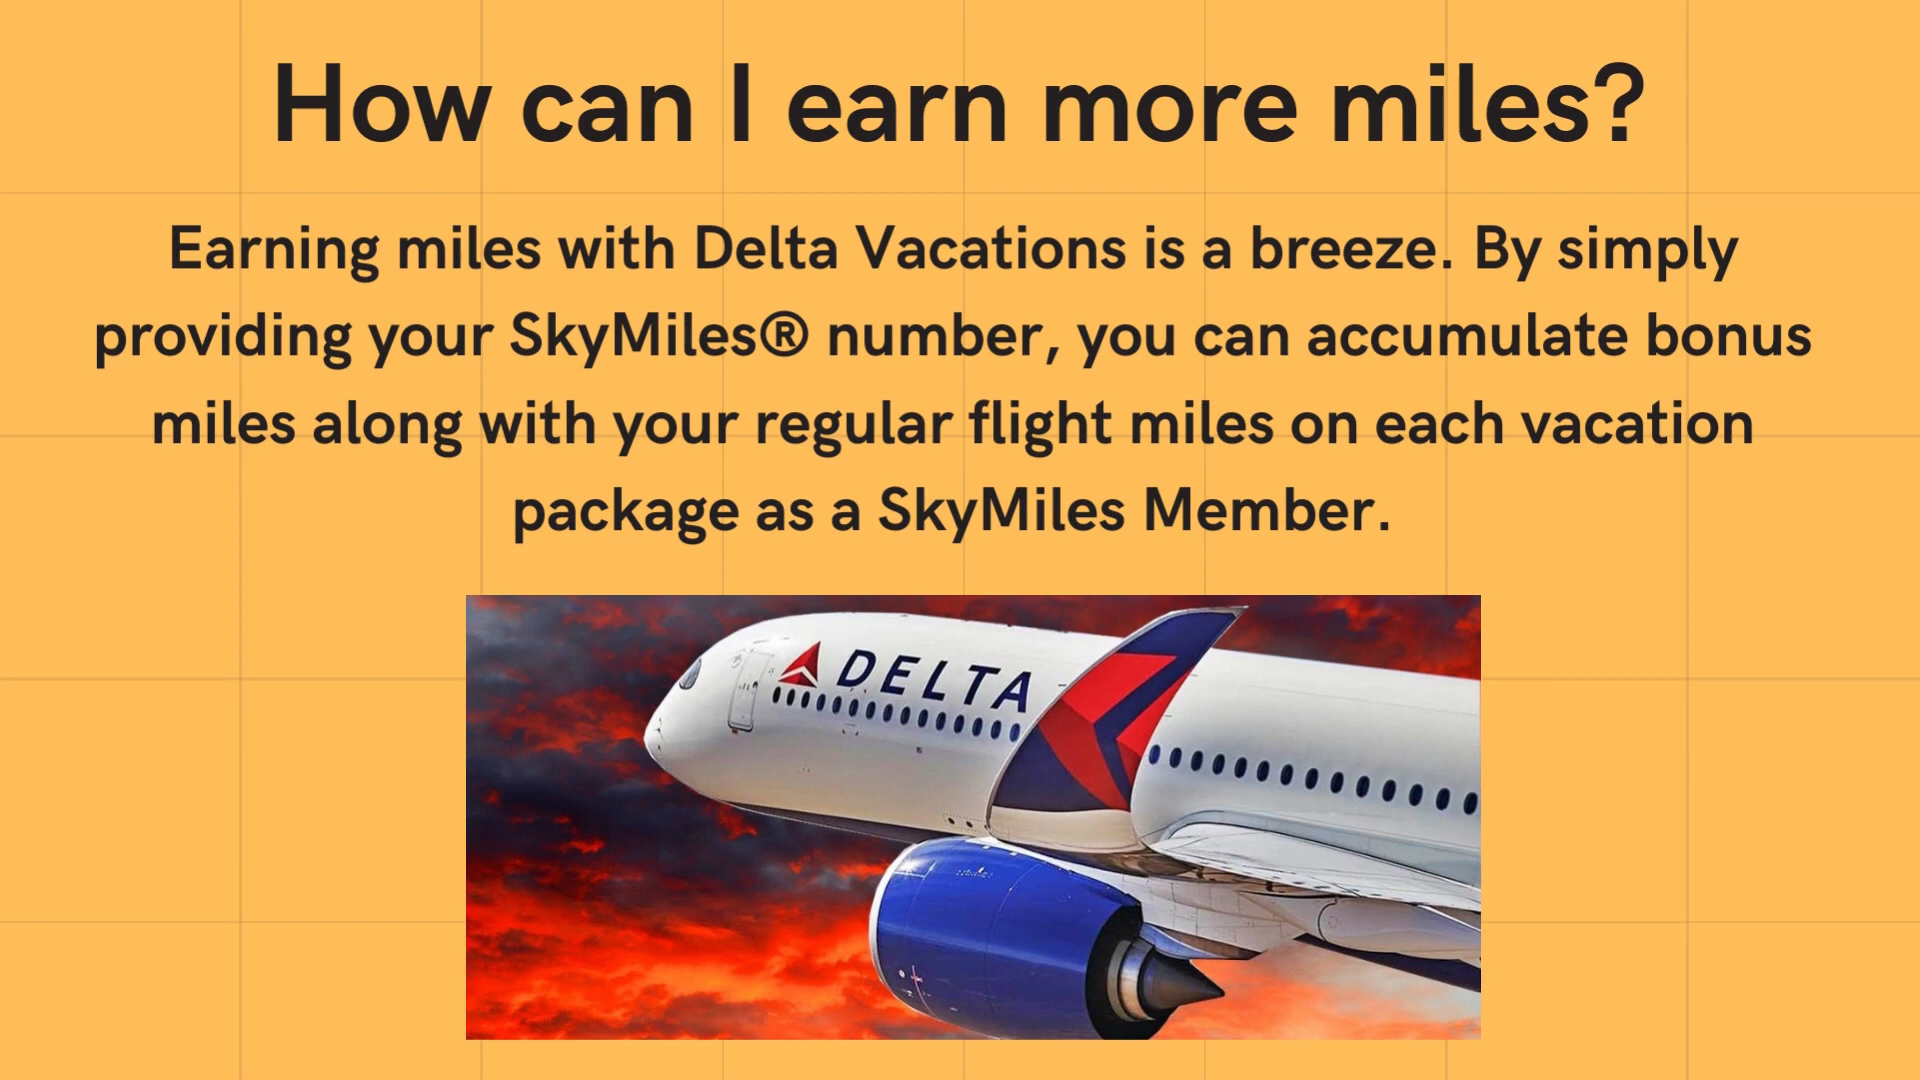 How can I earn more miles?
Earning miles with Delta Vacations is a breeze. By simply
providing your SkyMiles® number, you can accumulate bonus
miles along with your regular flight miles on each vacation
package as a SkyMiles Member.
DELTA